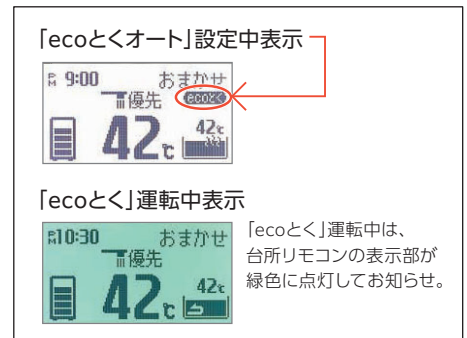 「ecoとくオート」設定中表示
PM 9:00 おまかせ
優先 ecoとく
42℃ 42℃
「ecoとく」運転中表示
PM10:30 おまかせ
優先
42℃ 42℃
「ecoとく」運転中は、
台所リモコンの表示部が
緑色に点灯してお知らせ。